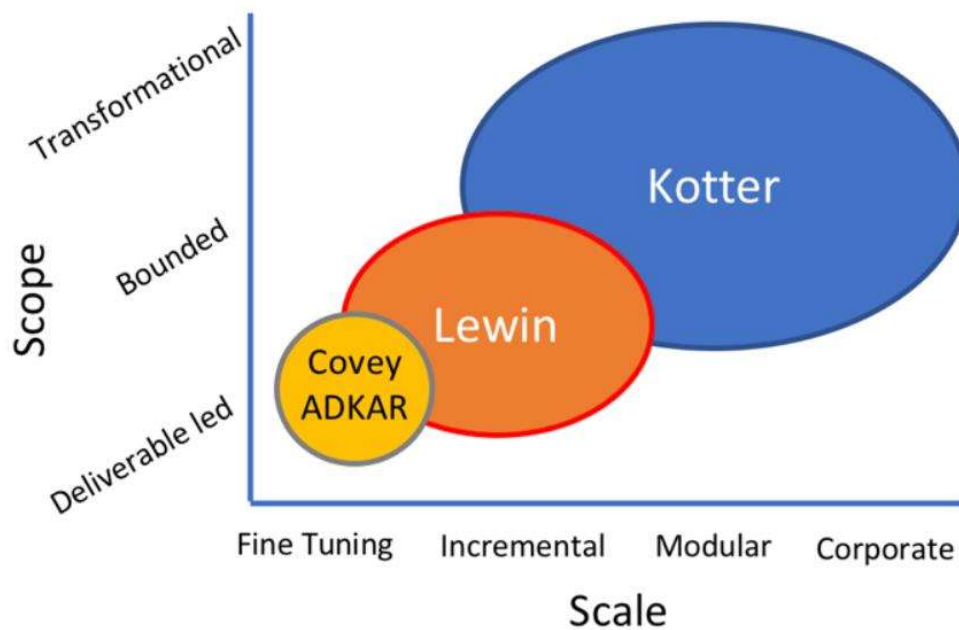 Transformational
Kotter
Bounded
Scope
Lewin
Covey
ADKAR
Deliverable led
Fine Tuning
Incremental
Modular
Corporate
Scale